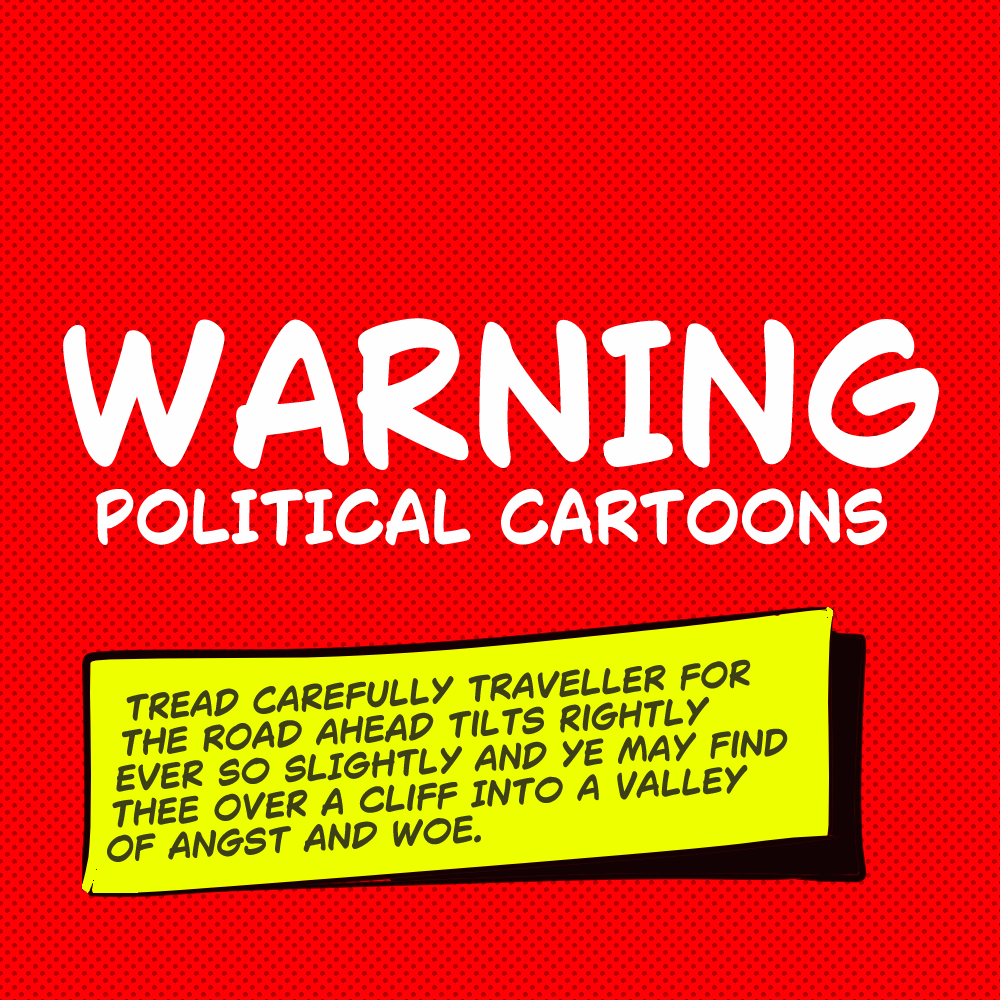 WARNING
POLITICAL CARTOONS
TREAD CAREFULLY TRAVELLER FOR
THE ROAD AHEAD TILTS RIGHTLY
EVER SO SLIGHTLY AND YE MAY FIND
THEE OVER A CLIFF INTO A VALLEY
OF ANGST AND WOE.